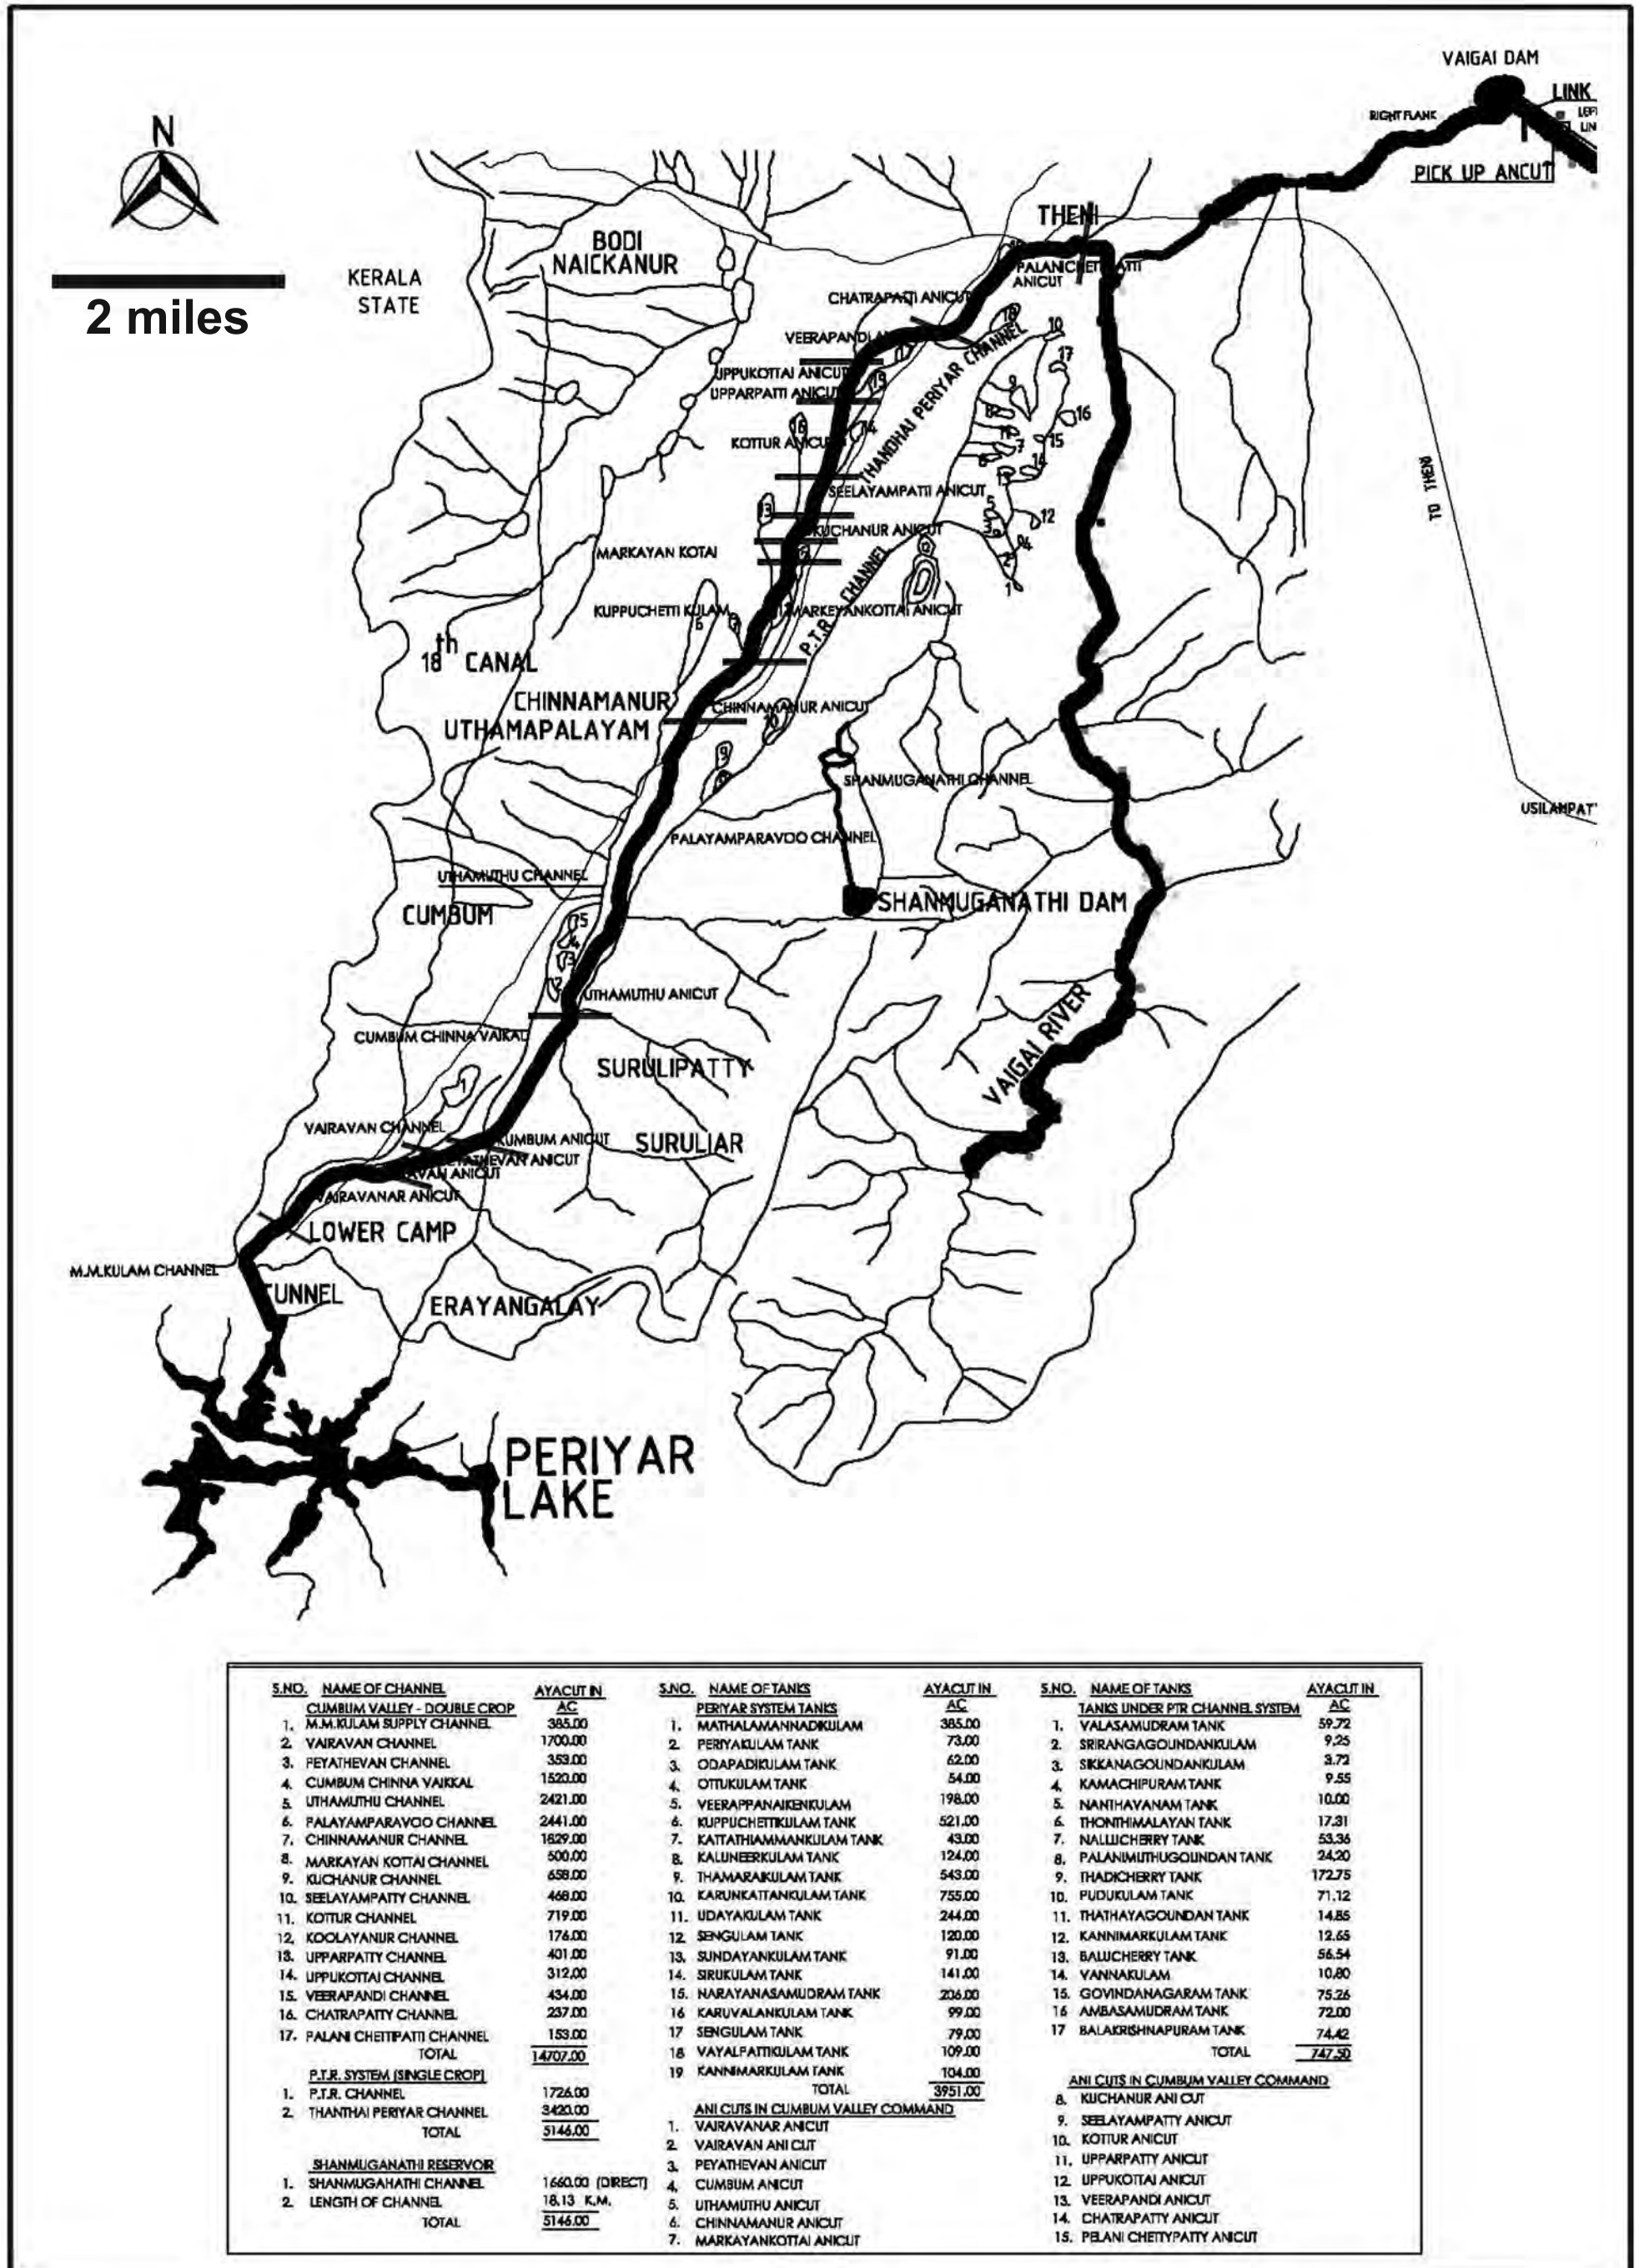 VAIGAI DAM
LINK
RIGHT FLANK
LEF
LIN
PICK UP ANCUT
N
2 miles
KERALA
STATE
BODI
NAICKANUR
THENI
PALANICHETTIPATTI
ANICUT
CHATRAPATTI ANICUT
VEERAPANDI
UPPUKOTTAI ANICUT
UPPARPATTI ANICUT
THANDHAI PERIYAR CHANNEL
KOTTUR ANICUT
SEELAYAMPATTI ANICUT
KUCHANUR ANICUT
MARKAYAN KOTAI
TO THENI
KUPPUCHETTI KULAM
MARKEYANKOTTAI ANICUT
P.T.R. CHANNEL
18th CANAL
CHINNAMANUR
CHINNAMANUR ANICUT
UTHAMAPALAYAM
SHANMUGANATHI CHANNEL
USILAMPAT
PALAYAMPARAVOO CHANNEL
UTHAMUTHU CHANNEL
CUMBUM
SHANMUGANATHI DAM
UTHAMUTHU ANICUT
CUMBUM CHINNA VAIKAL
VAIGAI RIVER
SURULIPATTY
VAIRAVAN CHANNEL
KUMBUM ANICUT
SURULIAR
THEVAN ANICUT
AVAN ANICUT
VAIRAVANAR ANICUT
LOWER CAMP
M.M.KULAM CHANNEL
TUNNEL
ERAYANGALAY
PERIYAR
LAKE
S.NO. NAME OF CHANNEL AYACUT IN AC
CUMBUM VALLEY - DOUBLE CROP
1. M.M.KULAM SUPPLY CHANNEL 385.00
2. VAIRAVAN CHANNEL 1700.00
3. PEYATHEVAN CHANNEL 353.00
4. CUMBUM CHINNA VAIKKAL 1520.00
5. UTHAMUTHU CHANNEL 2421.00
6. PALAYAMPARAVOO CHANNEL 2441.00
7. CHINNAMANUR CHANNEL 1829.00
8. MARKAYAN KOTTAI CHANNEL 500.00
9. KUCHANUR CHANNEL 658.00
10. SEELAYAMPATTY CHANNEL 468.00
11. KOTTUR CHANNEL 719.00
12. KOOLAYANUR CHANNEL 176.00
13. UPPARPATTY CHANNEL 401.00
14. UPPUKOTTAI CHANNEL 312.00
15. VEERAPANDI CHANNEL 434.00
16. CHATRAPATTY CHANNEL 237.00
17. PALANI CHETTIPATTI CHANNEL 153.00
TOTAL 14707.00
P.T.R. SYSTEM (SINGLE CROP)
1. P.T.R. CHANNEL 1726.00
2. THANTHAI PERIYAR CHANNEL 3420.00
TOTAL 5146.00
SHANMUGANATHI RESERVOIR
1. SHANMUGAHATHI CHANNEL 1660.00 (DIRECT)
2. LENGTH OF CHANNEL 18.13 K.M.
TOTAL 5146.00
S.NO. NAME OF TANKS AYACUT IN AC
PERIYAR SYSTEM TANKS
1. MATHALAMANNADIKULAM 385.00
2. PERIYAKULAM TANK 73.00
3. ODAPADIKULAM TANK 62.00
4. OTTUKULAM TANK 54.00
5. VEERAPPANAIKENKULAM 198.00
6. KUPPUCHETTIKULAM TANK 521.00
7. KATTATHIAMMANKULAM TANK 43.00
8. KALUNEERKULAM TANK 124.00
9. THAMARAIKULAM TANK 543.00
10. KARUNKATTANKULAM TANK 755.00
11. UDAYAKULAM TANK 244.00
12 SENGULAM TANK 120.00
13. SUNDAYANKULAM TANK 91.00
14. SIRUKULAM TANK 141.00
15. NARAYANASAMUDRAM TANK 206.00
16 KARUVALANKULAM TANK 99.00
17 SENGULAM TANK 79.00
18 VAYALPATTIKULAM TANK 109.00
19 KANNIMARKULAM TANK 104.00
TOTAL 3951.00
ANI CUTS IN CUMBUM VALLEY COMMAND
1. VAIRAVANAR ANICUT
2 VAIRAVAN ANI CUT
3. PEYATHEVAN ANICUT
4. CUMBUM ANICUT
5. UTHAMUTHU ANICUT
6. CHINNAMANUR ANICUT
7. MARKAYANKOTTAI ANICUT
S.NO. NAME OF TANKS AYACUT IN AC
TANKS UNDER PTR CHANNEL SYSTEM
1. VALASAMUDRAM TANK 59.72
2. SRIRANGAGOUNDANKULAM 9.25
3. SIKKANAGOUNDANKULAM 3.72
4. KAMACHIPURAM TANK 9.55
5. NANTHAVANAM TANK 10.00
6. THONTHIMALAYAN TANK 17.31
7. NALLUCHERRY TANK 53.36
8. PALANIMUTHUGOUNDAN TANK 24.20
9. THADICHERRY TANK 172.75
10. PUDUKULAM TANK 71.12
11. THATHAYAGOUNDAN TANK 14.85
12. KANNIMARKULAM TANK 12.65
13. BALUCHERRY TANK 56.54
14. VANNAKULAM 10.80
15. GOVINDANAGARAM TANK 75.26
16 AMBASAMUDRAM TANK 72.00
17 BALAKRISHNAPURAM TANK 74.42
TOTAL 747.50
ANI CUTS IN CUMBUM VALLEY COMMAND
8. KUCHANUR ANI CUT
9. SEELAYAMPATTY ANICUT
10. KOTTUR ANICUT
11. UPPARPATTY ANICUT
12 UPPUKOTTAI ANICUT
13. VEERAPANDI ANICUT
14. CHATRAPATTY ANICUT
15. PELANI CHETTYPATTY ANICUT